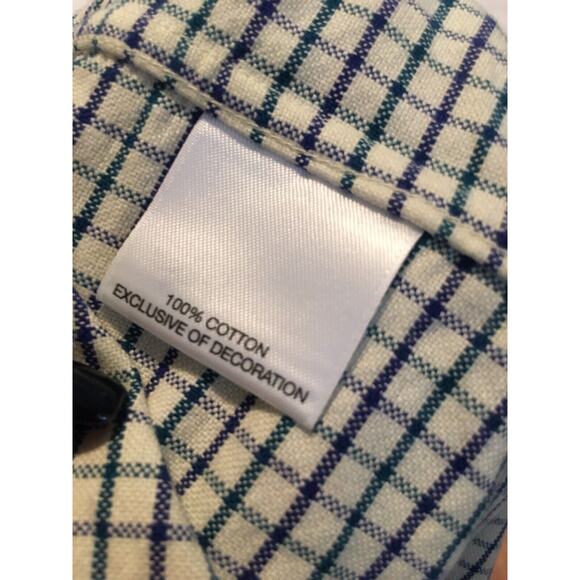 100% COTTON
EXCLUSIVE OF DECORATION